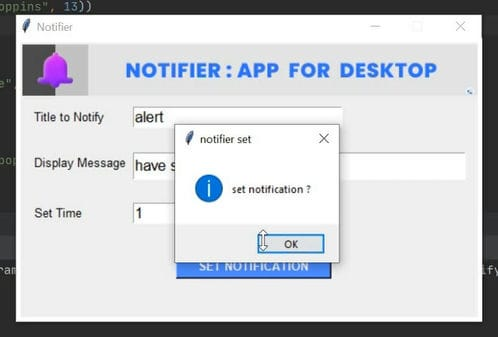 oppins", 13))
Notifier
NOTIFIER : APP FOR DESKTOP
Title to Notify
alert
notifier set
Display Message
have s
set notification ?
Set Time
1
OK
SET NOTIFICATION